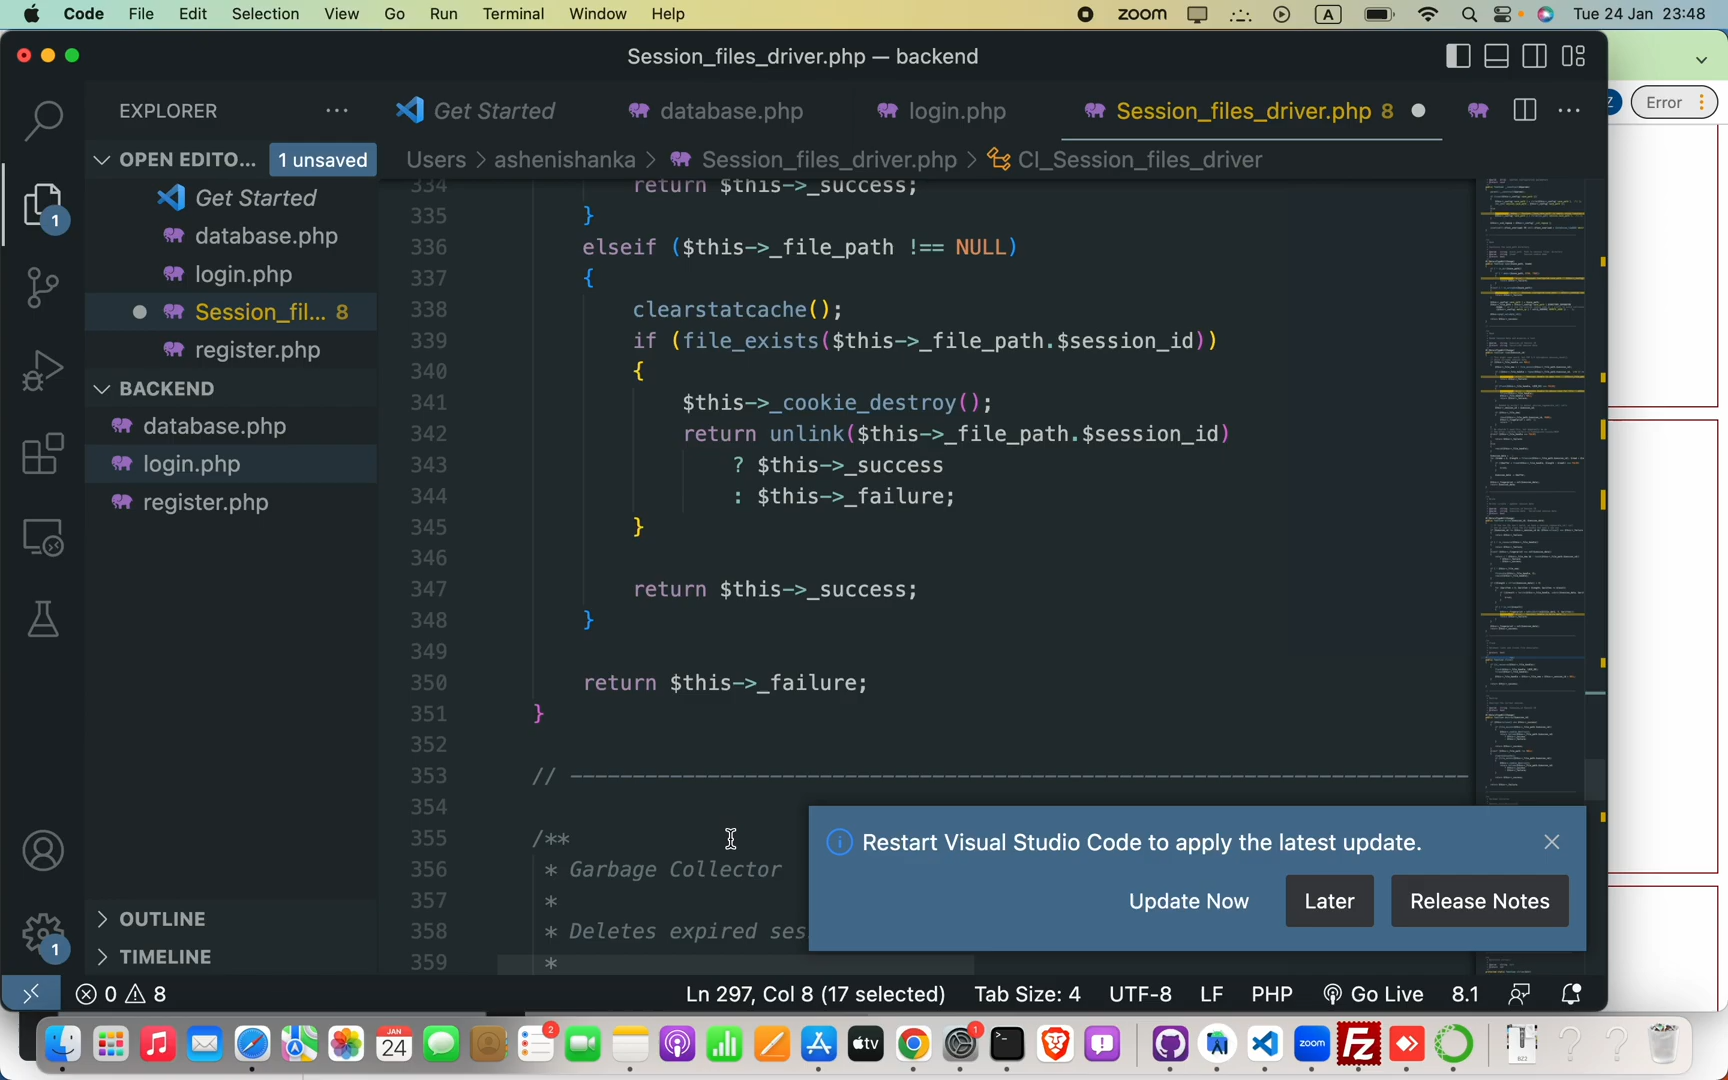 Code File Edit Selection View Go Run Terminal Window Help zoom A Tue 24 Jan 23:48
Session_files_driver.php — backend
EXPLORER
Get Started database.php login.php Session_files_driver.php 8
Error
OPEN EDITO... 1 unsaved
Users > ashenishanka > Session_files_driver.php > CI_Session_files_driver
Get Started
database.php
login.php
Session_fil... 8
register.php
BACKEND
database.php
login.php
register.php
OUTLINE
TIMELINE
1
1
334 return $this->_success;
335 }
336 elseif ($this->_file_path !== NULL)
337 {
338 clearstatcache();
339 if (file_exists($this->_file_path.$session_id))
340 {
341 $this->_cookie_destroy();
342 return unlink($this->_file_path.$session_id)
343 ? $this->_success
344 : $this->_failure;
345 }
346
347 return $this->_success;
348 }
349
350 return $this->_failure;
351 }
352
353 // ------------------------------------------------------------------------
354
355 /**
356 * Garbage Collector
357 *
358 * Deletes expired ses
359 *
Restart Visual Studio Code to apply the latest update.
Update Now Later Release Notes
0 8 Ln 297, Col 8 (17 selected) Tab Size: 4 UTF-8 LF PHP Go Live 8.1
JAN
24
2
tv
1
zoom
Fz